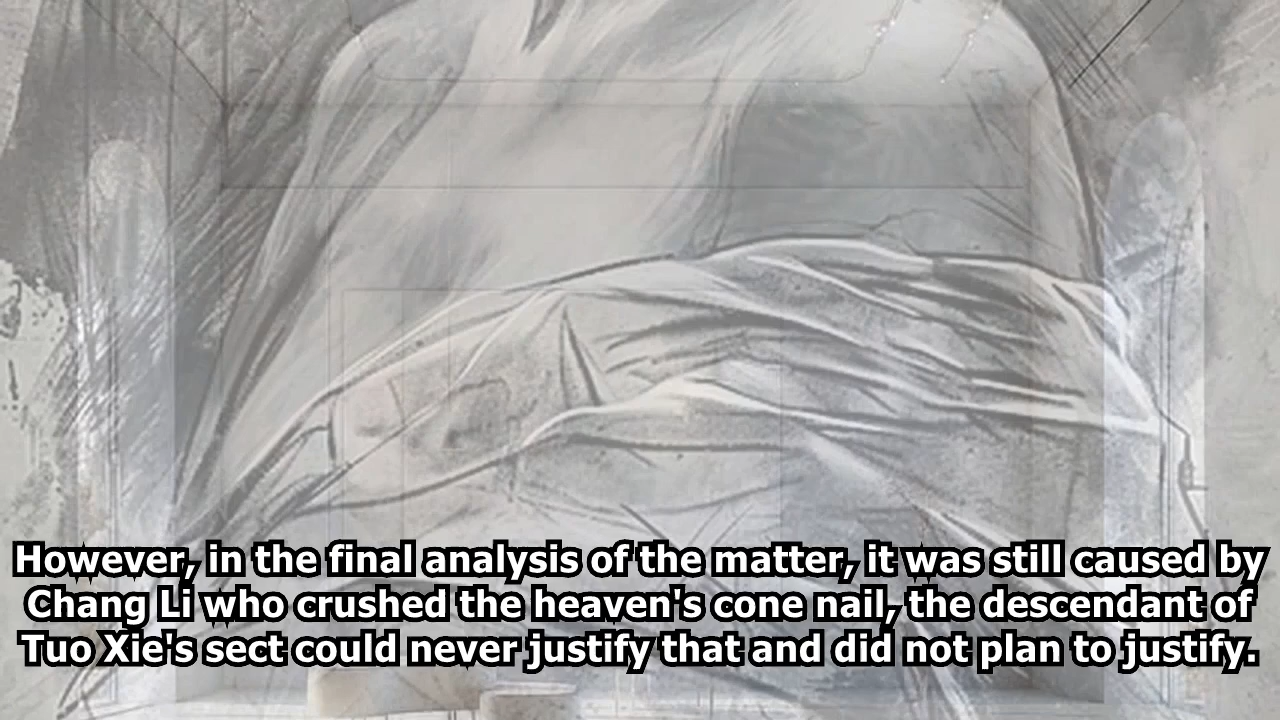 However, in the final analysis of the matter, it was still caused by
Chang Li who crushed the heaven's cone nail, the descendant of
Tuo Xie's sect could never justify that and did not plan to justify.